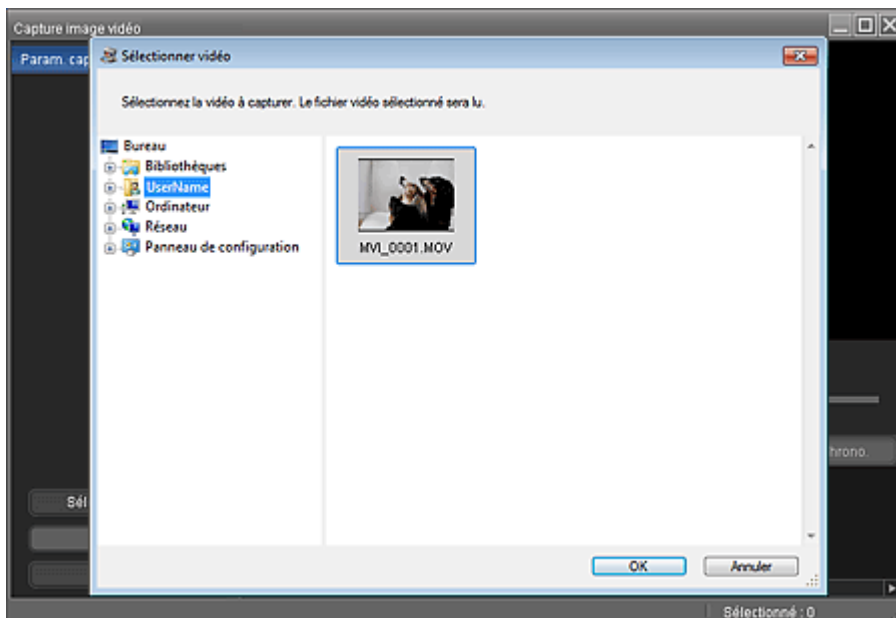 Capture image vidéo
Param. cap
Sélectionner vidéo
Sélectionnez la vidéo à capturer. Le fichier vidéo sélectionné sera lu.
Bureau
Bibliothèques
UserName
Ordinateur
Réseau
Panneau de configuration
MVI_0001.MOV
hrono.
Sél
OK
Annuler
Sélectionné : 0